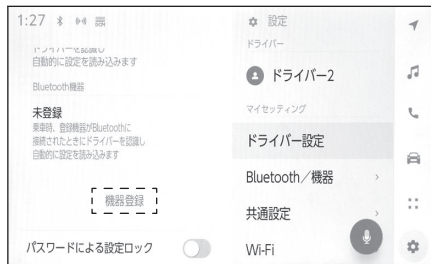 1:27
ドライバーを認識し
自動的に設定を読み込みます
Bluetooth機器
未登録
乗車時、登録機器がBluetoothに
接続されたときにドライバーを認識し
自動的に設定を読み込みます
機器登録
パスワードによる設定ロック
設定
ドライバー
ドライバー2
マイセッティング
ドライバー設定
Bluetooth／機器
共通設定
Wi-Fi